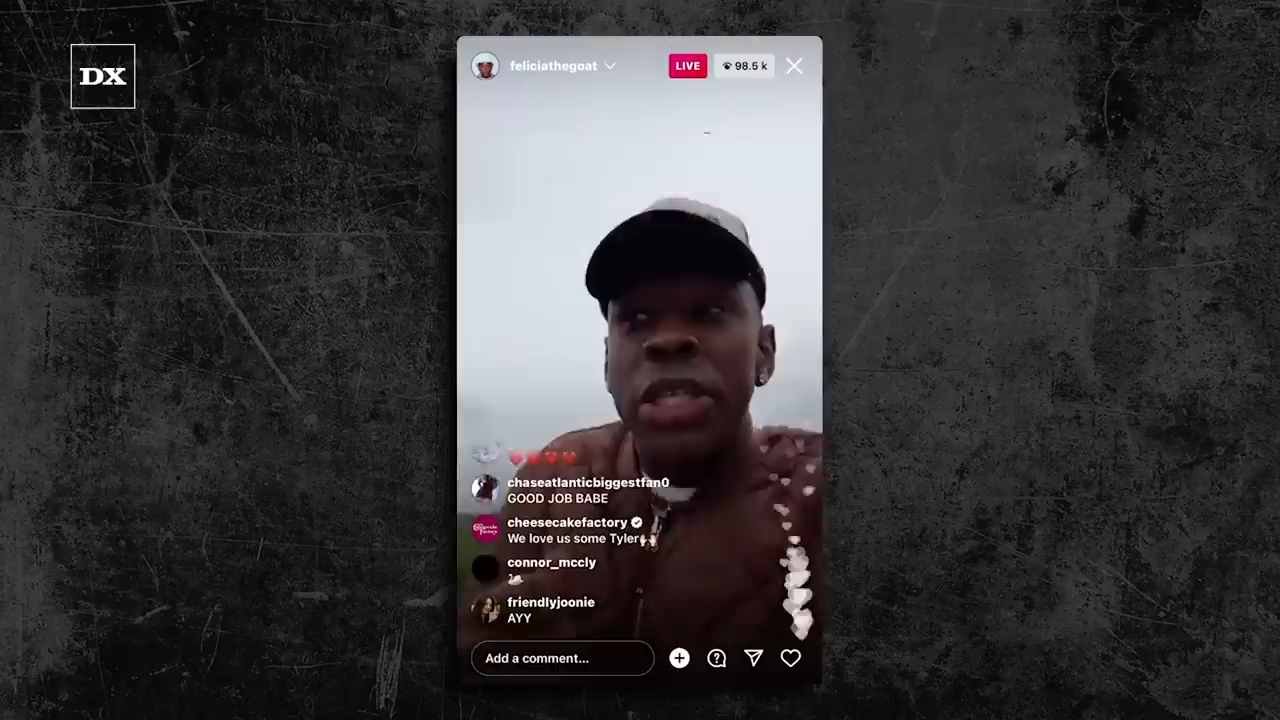 DX
feliciathegoat
LIVE
98.5 k
chaseatlanticbiggestfan0
GOOD JOB BABE
cheesecakefactory
We love us some Tyler🙌🏻
connor_mccly
🦢
friendlyjoonie
AYY
Add a comment...